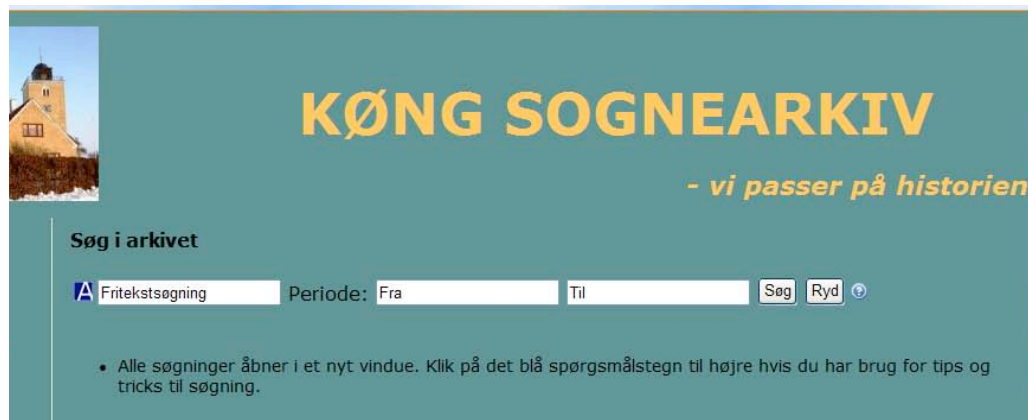 KØNG SOGNEARKIV
- vi passer på historien
Søg i arkivet
A Fritekstsøgning Periode: Fra Til Søg Ryd ?
• Alle søgninger åbner i et nyt vindue. Klik på det blå spørgsmålstegn til højre hvis du har brug for tips og
tricks til søgning.